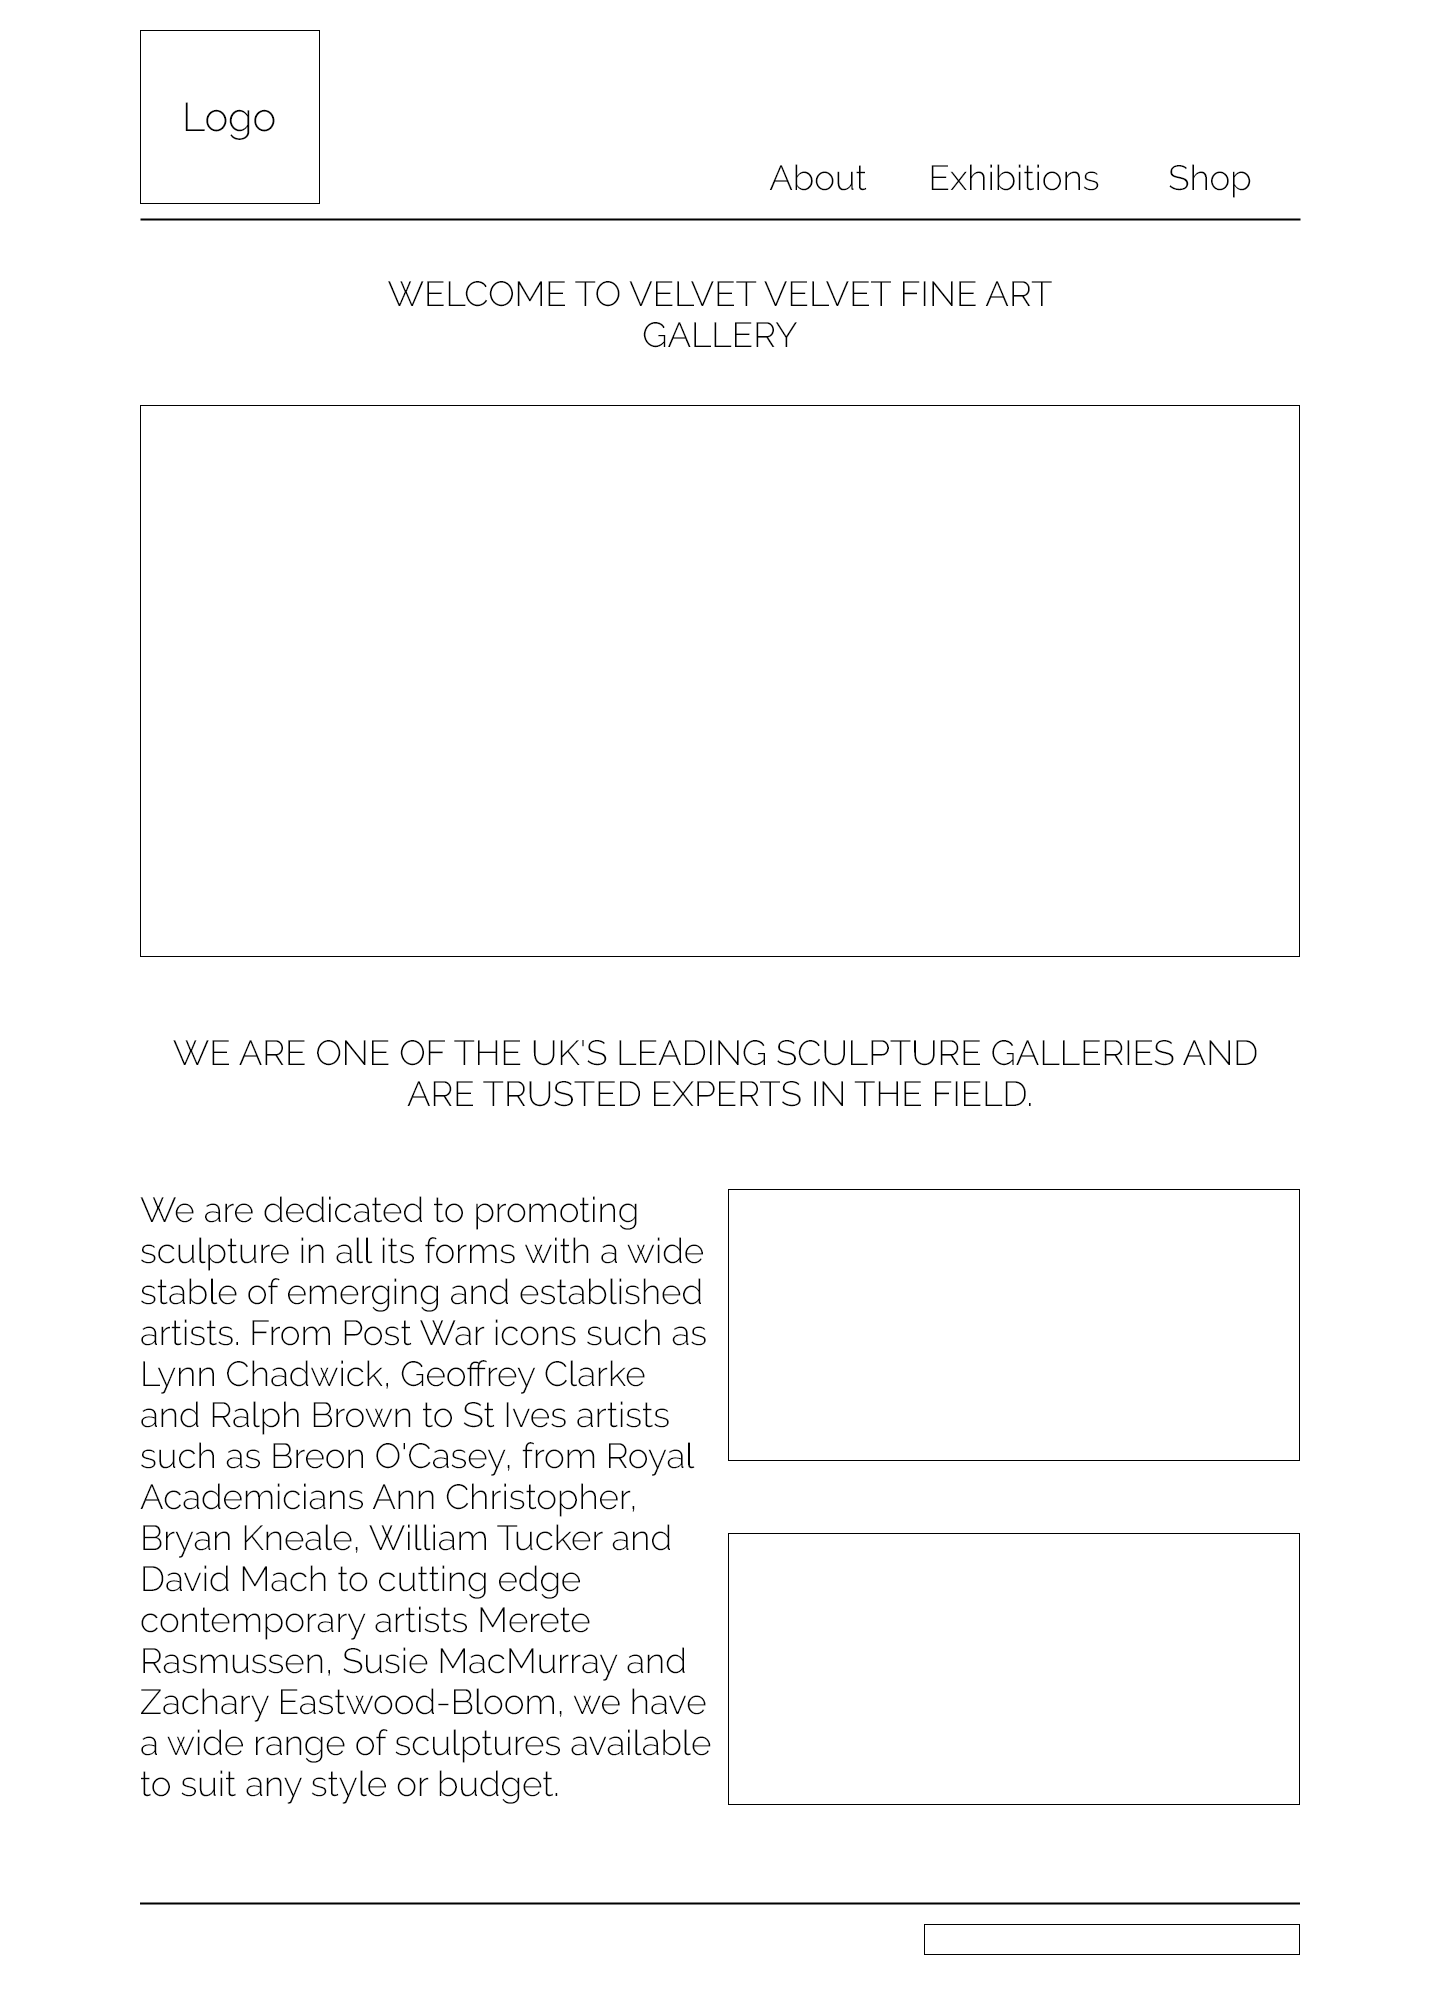 Logo
About Exhibitions Shop
WELCOME TO VELVET VELVET FINE ART
GALLERY
WE ARE ONE OF THE UK'S LEADING SCULPTURE GALLERIES AND
ARE TRUSTED EXPERTS IN THE FIELD.
We are dedicated to promoting
sculpture in all its forms with a wide
stable of emerging and established
artists. From Post War icons such as
Lynn Chadwick, Geoffrey Clarke
and Ralph Brown to St Ives artists
such as Breon O'Casey, from Royal
Academicians Ann Christopher,
Bryan Kneale, William Tucker and
David Mach to cutting edge
contemporary artists Merete
Rasmussen, Susie MacMurray and
Zachary Eastwood-Bloom, we have
a wide range of sculptures available
to suit any style or budget.